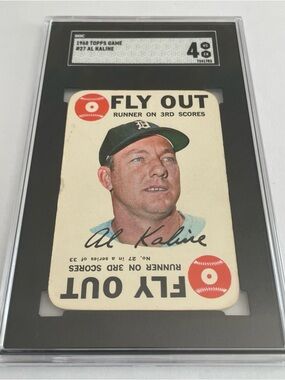 SGC
1968 TOPPS GAME
#27 AL KALINE
4
FLY OUT
RUNNER ON 3RD SCORES
D
Al Kaline
No. 27 in a series of 33
RUNNER ON 3RD SCORES
FLY OUT